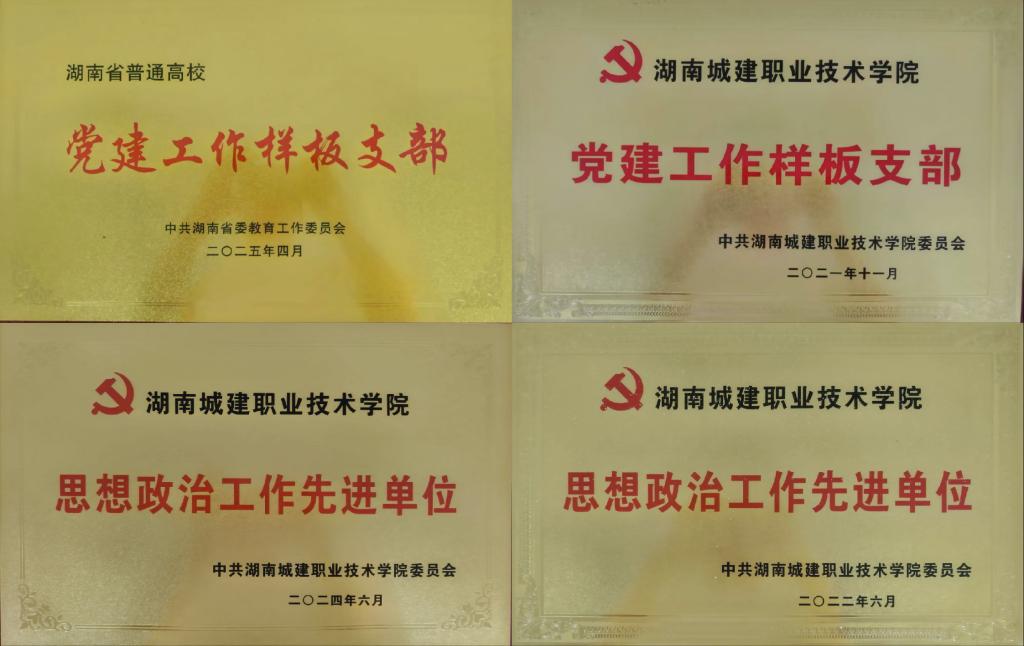 湖南省普通高校
党建工作样板支部
中共湖南省委教育工作委员会
二〇二五年四月
湖南城建职业技术学院
党建工作样板支部
中共湖南城建职业技术学院委员会
二〇二一年十一月
湖南城建职业技术学院
思想政治工作先进单位
中共湖南城建职业技术学院委员会
二〇二四年六月
湖南城建职业技术学院
思想政治工作先进单位
中共湖南城建职业技术学院委员会
二〇二二年六月